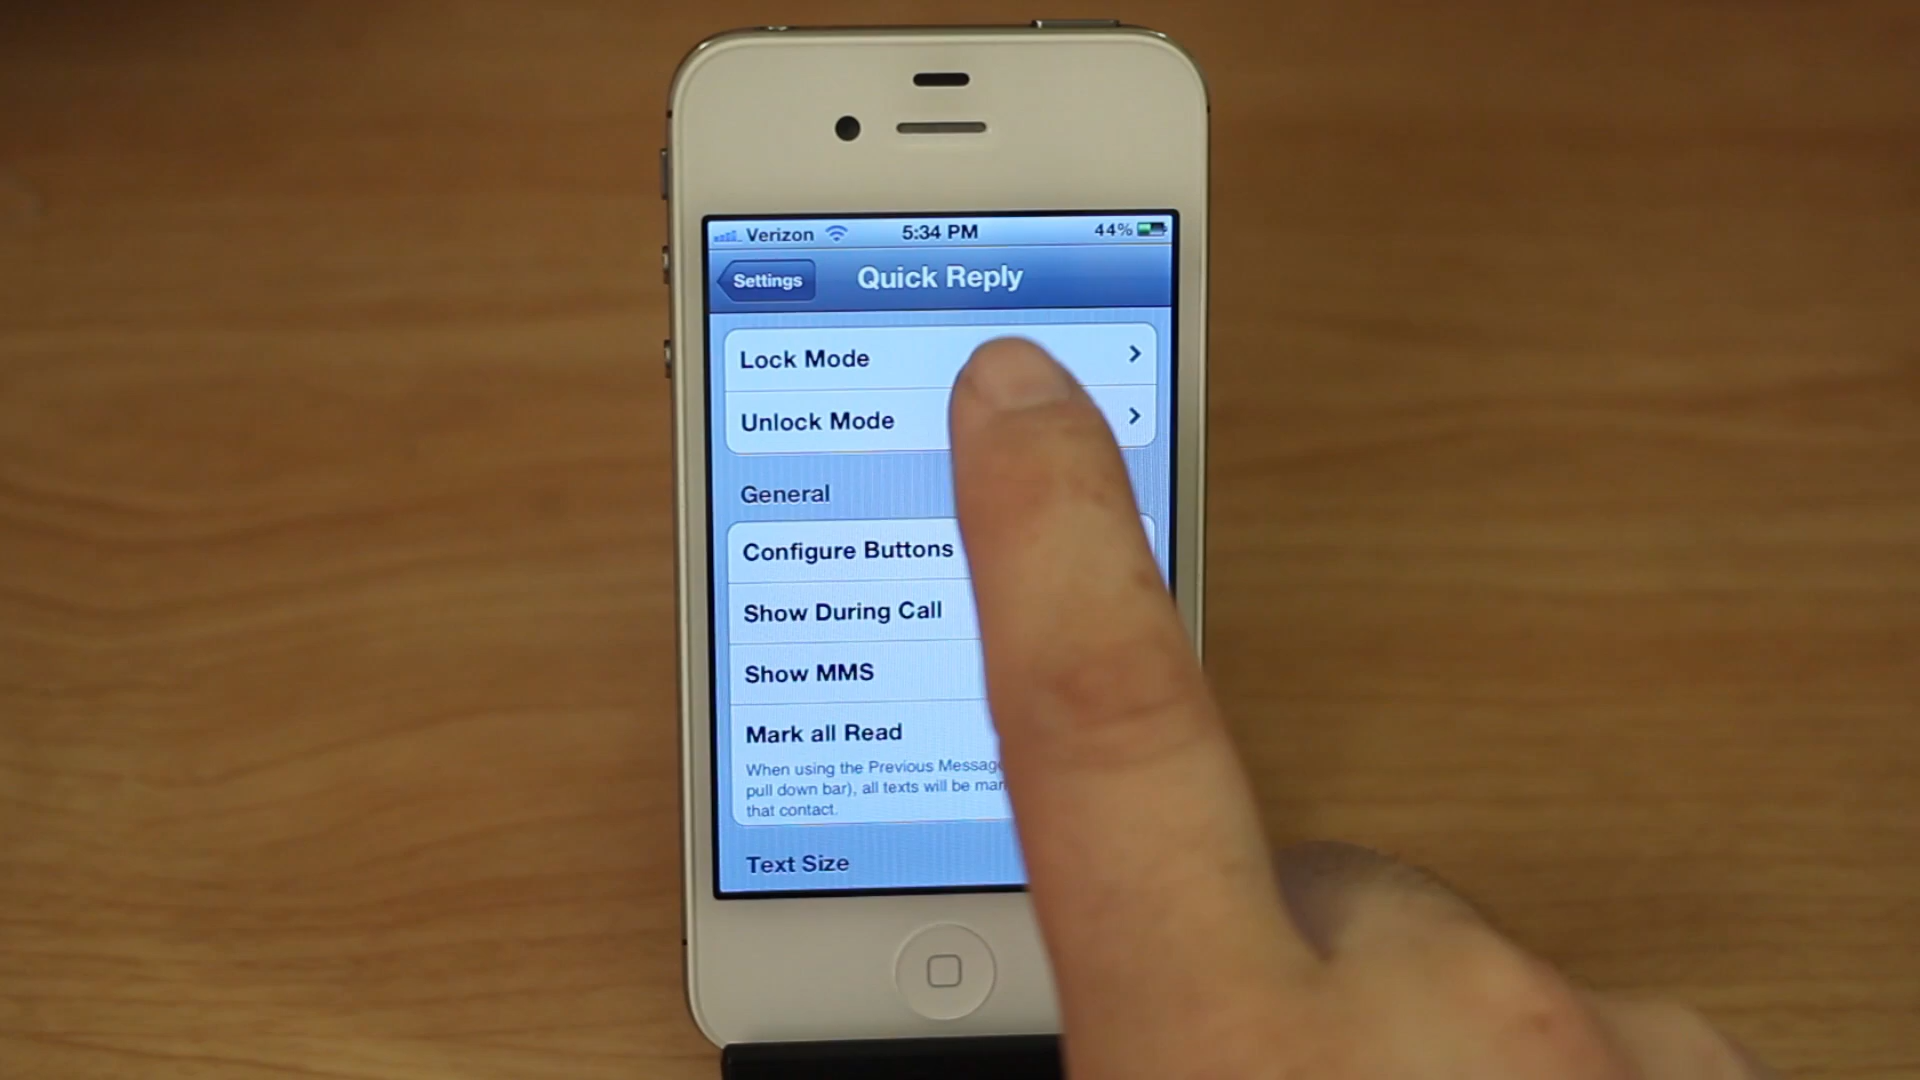 Verizon 5:34 PM 44%
Settings Quick Reply
Lock Mode
Unlock Mode
General
Configure Buttons
Show During Call
Show MMS
Mark all Read
When using the Previous Message
pull down bar), all texts will be mar
that contact.
Text Size